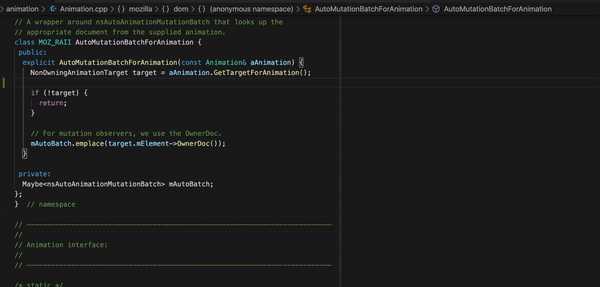 animation > Animation.cpp > {} mozilla > {} dom > {} (anonymous namespace) > AutoMutationBatchForAnimation > AutoMutationBatchForAnimation
// A wrapper around nsAutoAnimationMutationBatch that looks up the
// appropriate document from the supplied animation.
class MOZ_RAII AutoMutationBatchForAnimation {
public:
explicit AutoMutationBatchForAnimation(const Animation& aAnimation) {
NonOwningAnimationTarget target = aAnimation.GetTargetForAnimation();
if (!target) {
return;
}
// For mutation observers, we use the OwnerDoc.
mAutoBatch.emplace(target.mElement->OwnerDoc());
}
private:
Maybe<nsAutoAnimationMutationBatch> mAutoBatch;
};
}  // namespace
// ---------------------------------------------------------------------------
//
// Animation interface:
//
// ---------------------------------------------------------------------------
/* static */